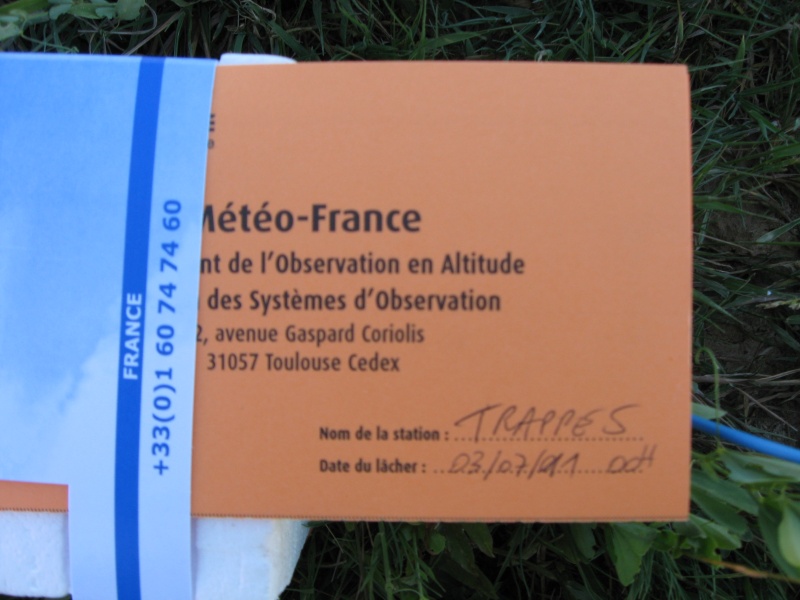 FRANCE
+33(0)1 60 74 74 60
Météo-France
nt de l'Observation en Altitude
des Systèmes d'Observation
2, avenue Gaspard Coriolis
31057 Toulouse Cedex
Nom de la station : TRAPPES
Date du lâcher : 03/07/11 00H